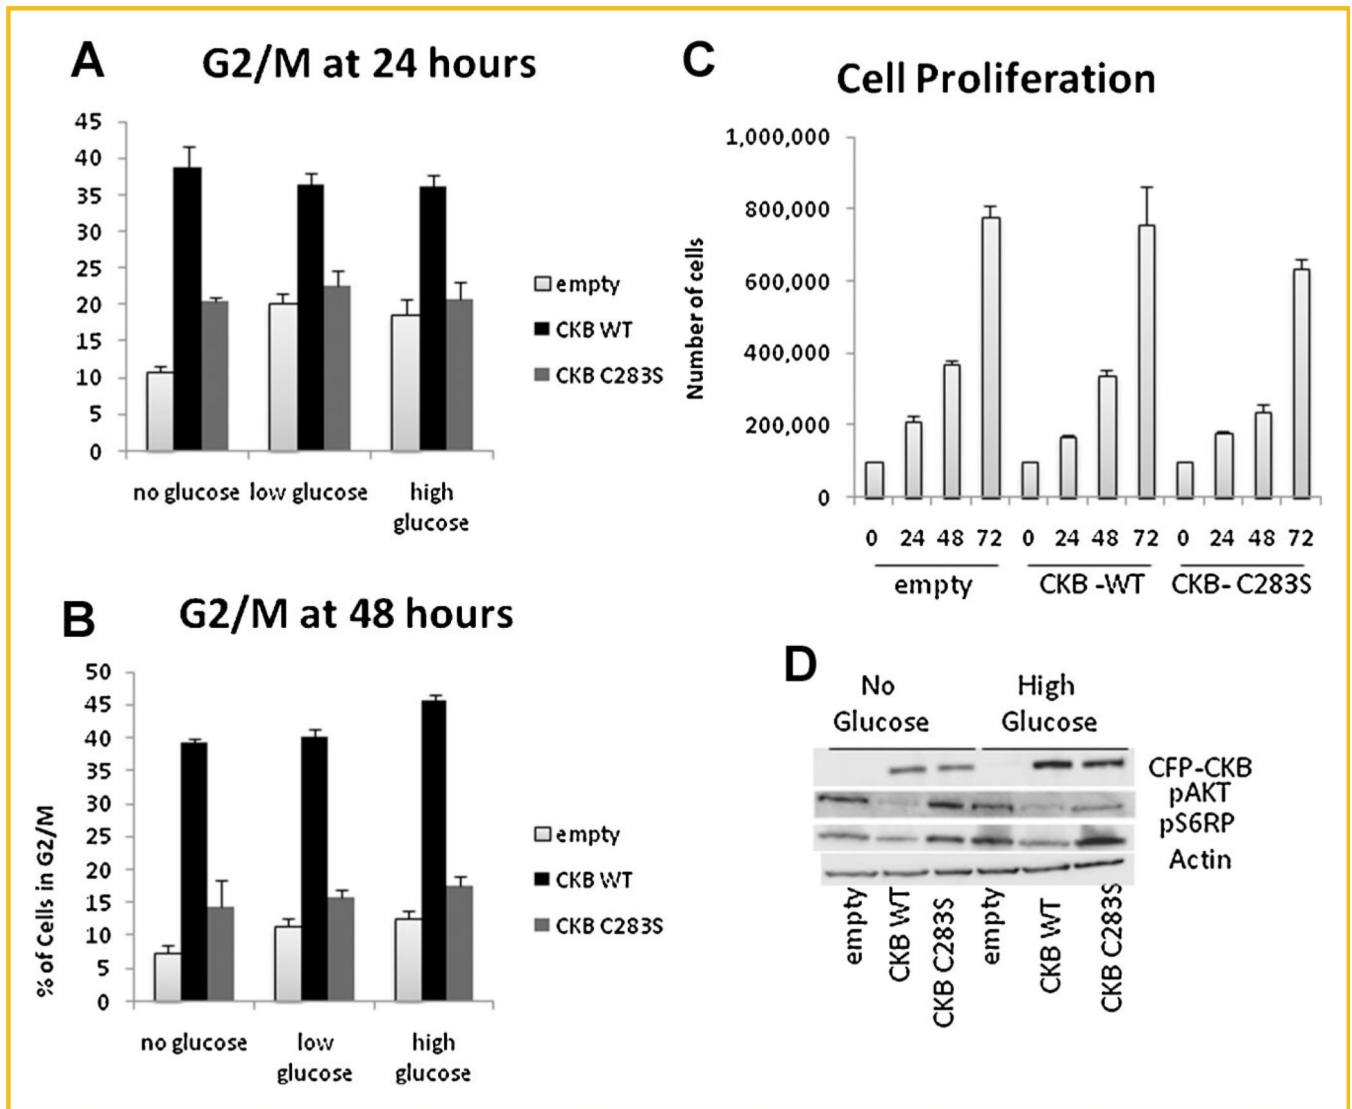 A
G2/M at 24 hours
45
40
35
30
25
20
15
10
5
0
no glucose low glucose high
glucose
empty
CKB WT
CKB C283S
B
G2/M at 48 hours
% of Cells in G2/M
50
45
40
35
30
25
20
15
10
5
0
no glucose low high
glucose glucose
empty
CKB WT
CKB C283S
C
Cell Proliferation
Number of cells
1,000,000
800,000
600,000
400,000
200,000
0
0 24 48 72 0 24 48 72 0 24 48 72
empty CKB -WT CKB- C283S
D
No High
Glucose Glucose
CFP-CKB
pAKT
pS6RP
Actin
empty
CKB WT
CKB C283S
empty
CKB WT
CKB C283S